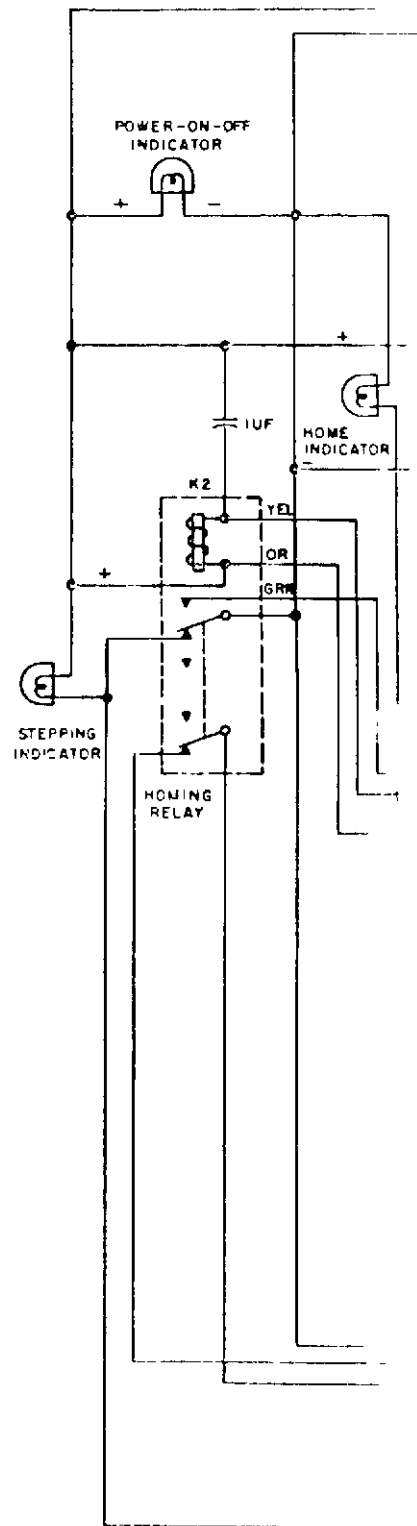 POWER-ON-OFF
INDICATOR
+
-
+
1UF
HOME
INDICATOR
-
K2
YEL
OR
+
GRN
STEPPING
INDICATOR
HOMING
RELAY